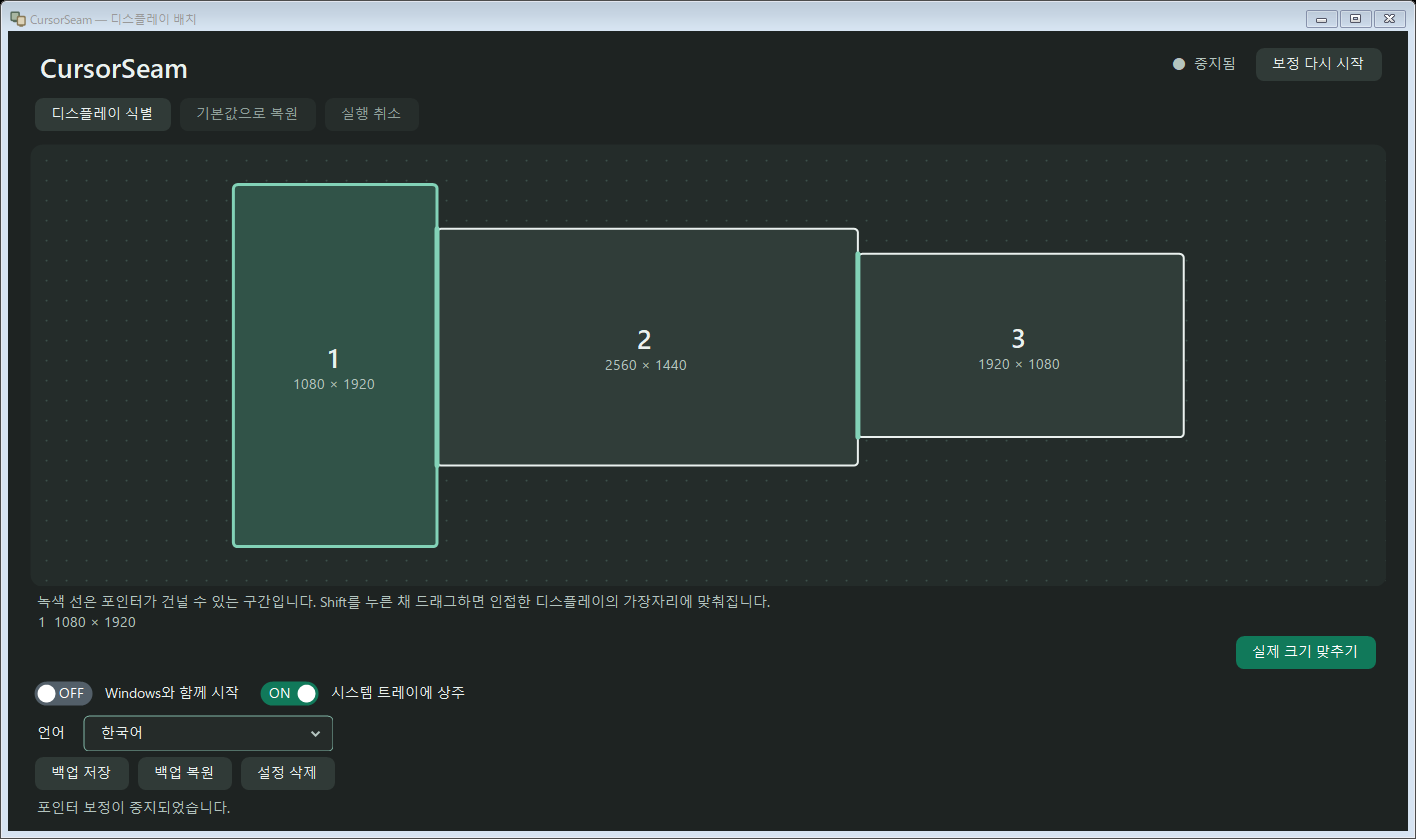 CursorSeam — 디스플레이 배치
CursorSeam
중지됨
보정 다시 시작
디스플레이 식별
기본값으로 복원
실행 취소
1
1080 × 1920
2
2560 × 1440
3
1920 × 1080
녹색 선은 포인터가 건널 수 있는 구간입니다. Shift를 누른 채 드래그하면 인접한 디스플레이의 가장자리에 맞춰집니다.
1 1080 × 1920
실제 크기 맞추기
OFF Windows와 함께 시작 ON 시스템 트레이에 상주
언어 한국어
백업 저장 백업 복원 설정 삭제
포인터 보정이 중지되었습니다.